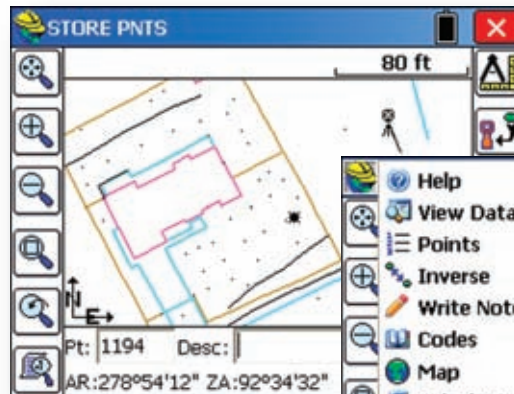 STORE PNTS
80 ft
N
E
Pt: 1194 Desc:
AR:278°54'12" ZA:92°34'32"
Help
View Data
Points
Inverse
Write Note
Codes
Map